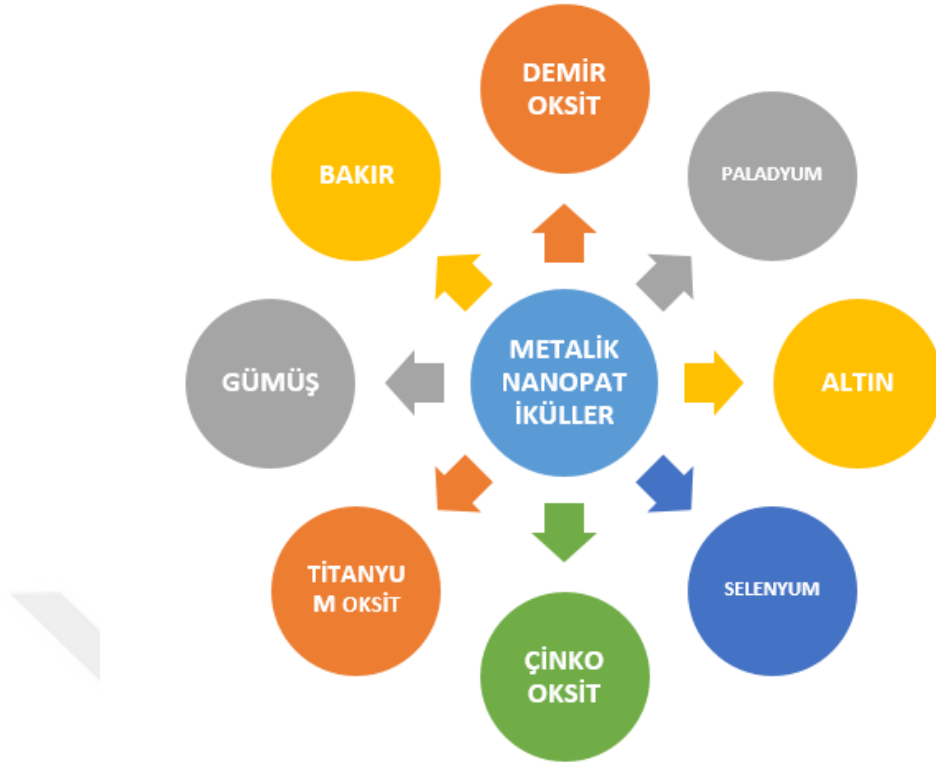 DEMİR
OKSİT
PALADYUM
ALTIN
SELENYUM
ÇİNKO
OKSİT
TİTANYU
M OKSİT
GÜMÜŞ
BAKIR
METALİK
NANOPAT
İKÜLLER